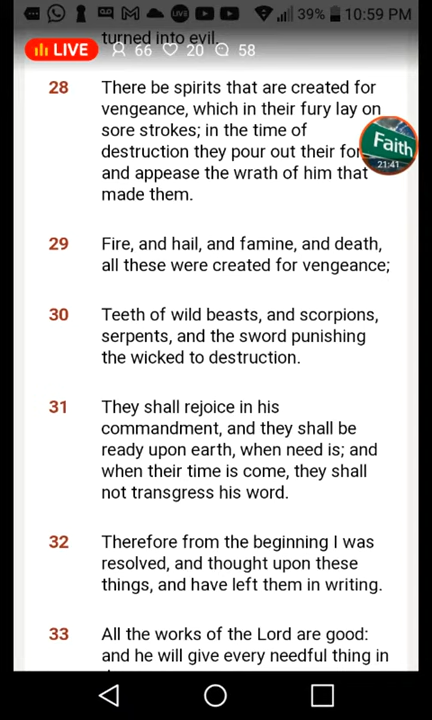 LIVE 39% 10:59 PM
turned into evil.
LIVE 66 20 58
28 There be spirits that are created for
vengeance, which in their fury lay on
sore strokes; in the time of
destruction they pour out their for
and appease the wrath of him that
made them.
Faith
21:41
29 Fire, and hail, and famine, and death,
all these were created for vengeance;
30 Teeth of wild beasts, and scorpions,
serpents, and the sword punishing
the wicked to destruction.
31 They shall rejoice in his
commandment, and they shall be
ready upon earth, when need is; and
when their time is come, they shall
not transgress his word.
32 Therefore from the beginning I was
resolved, and thought upon these
things, and have left them in writing.
33 All the works of the Lord are good:
and he will give every needful thing in